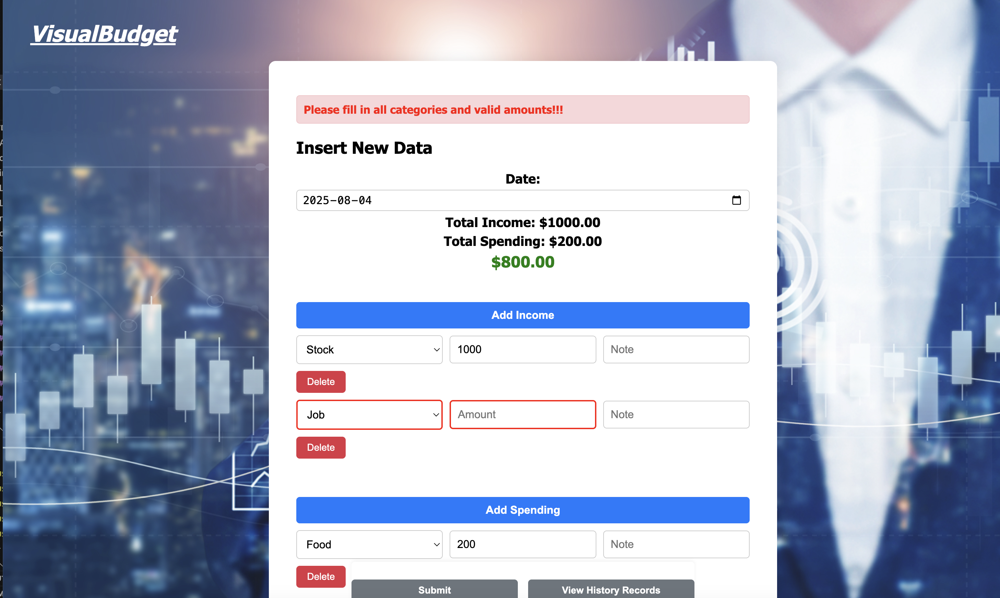 VisualBudget
Please fill in all categories and valid amounts!!!
Insert New Data
Date:
2025-08-04
Total Income: $1000.00
Total Spending: $200.00
$800.00
Add Income
Stock 1000 Note
Delete
Job Amount Note
Delete
Add Spending
Food 200 Note
Delete
Submit View History Records